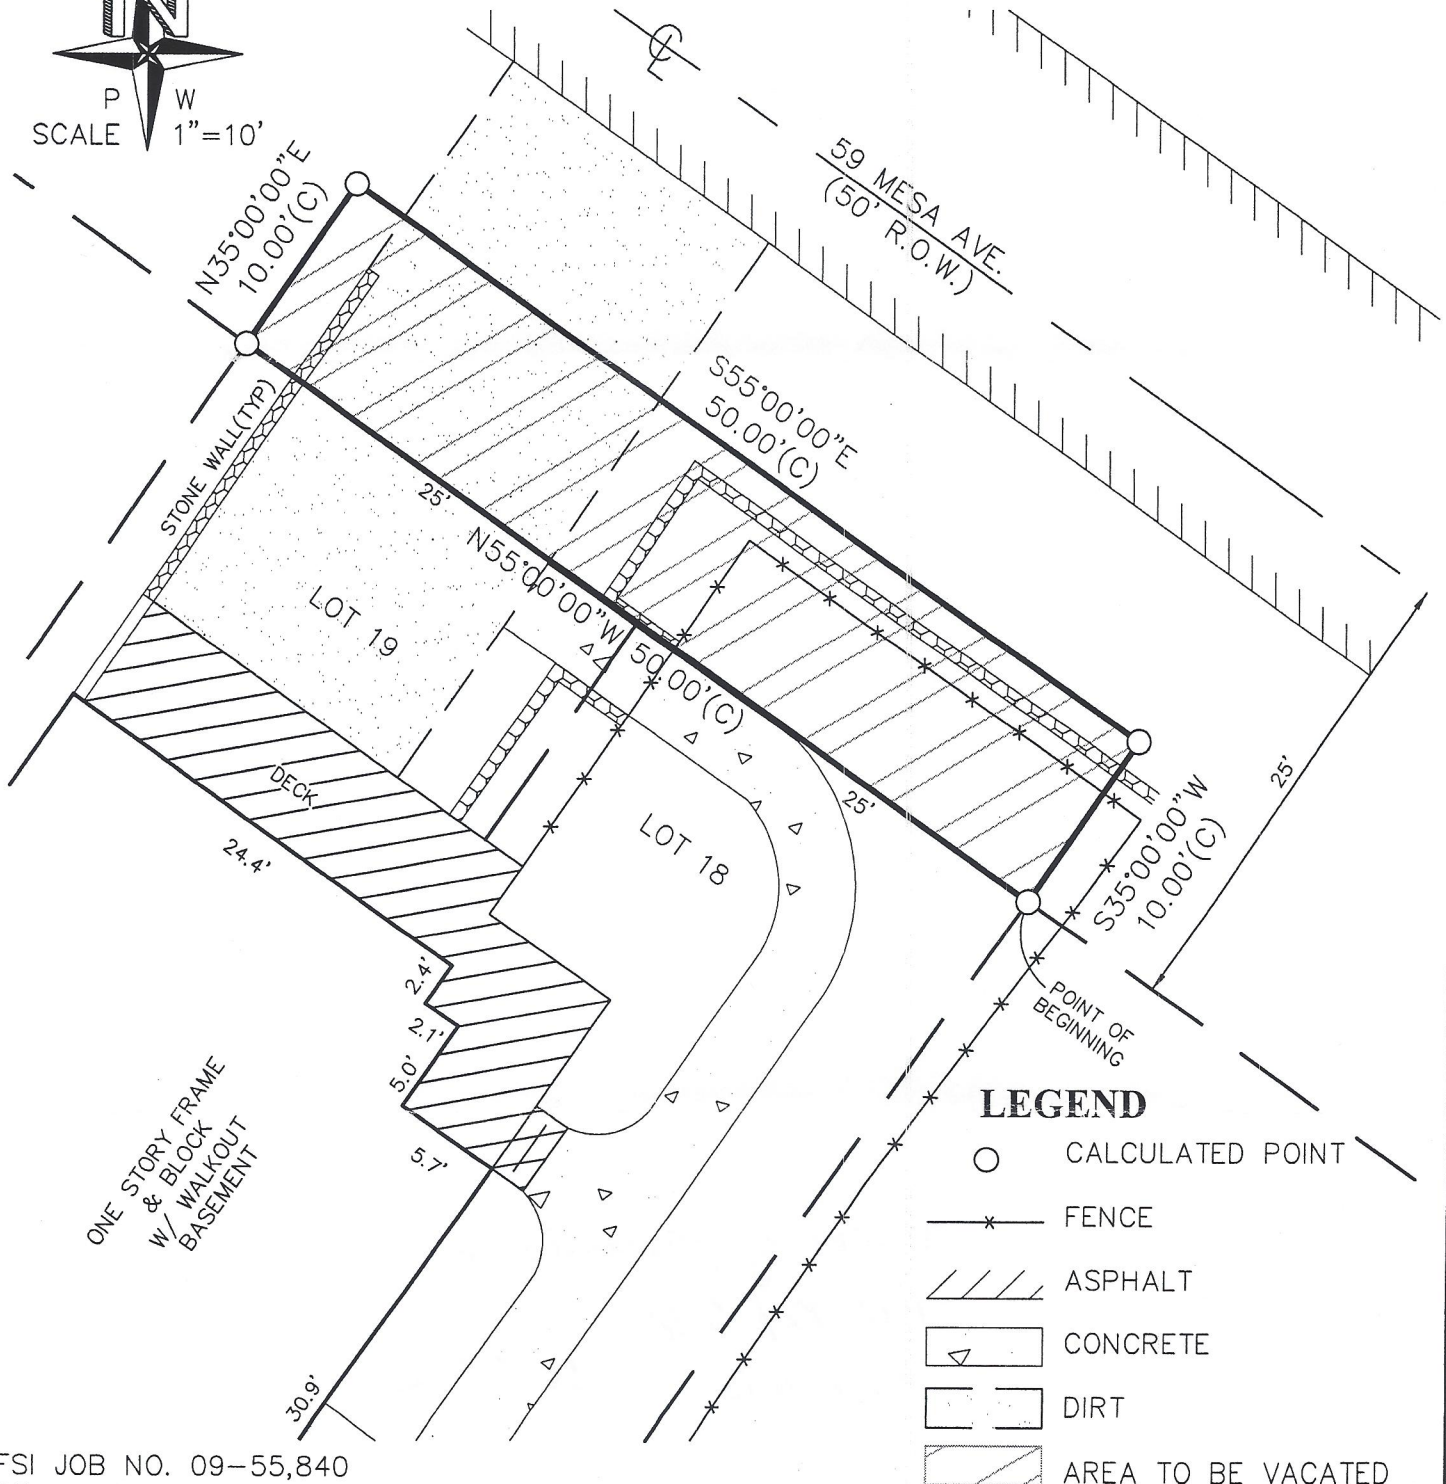 N
P W
SCALE 1"=10'
59 MESA AVE.
(50' R.O.W.)
N35°00'00"E
10.00'(C)
S55°00'00"E
50.00'(C)
STONE WALL(TYP)
25'
N55°00'00"W
50.00'(C)
LOT 19
25'
25'
DECK
LOT 18
24.4'
S35°00'00"W
10.00'(C)
2.4'
2.1'
5.0'
5.7'
POINT OF
BEGINNING
ONE STORY FRAME
& BLOCK
W/ WALKOUT
BASEMENT
30.9'
LEGEND
CALCULATED POINT
FENCE
ASPHALT
CONCRETE
DIRT
AREA TO BE VACATED
FSI JOB NO. 09-55,840